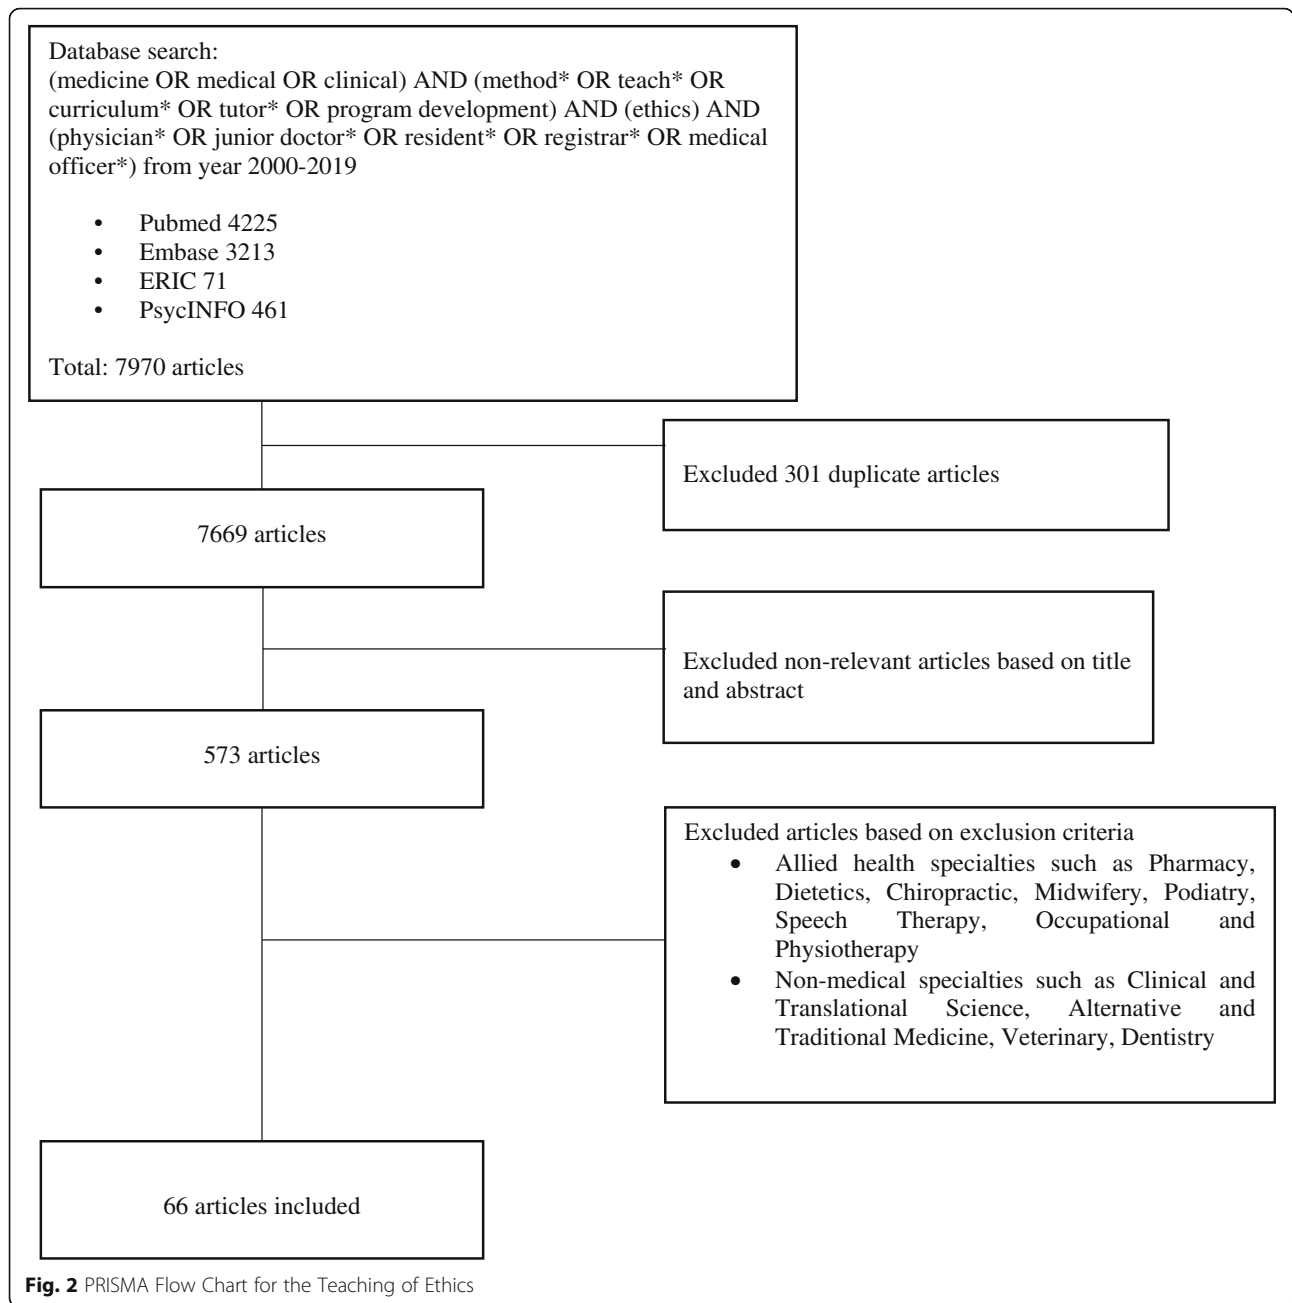 Database search:
(medicine OR medical OR clinical) AND (method* OR teach* OR
curriculum* OR tutor* OR program development) AND (ethics) AND
(physician* OR junior doctor* OR resident* OR registrar* OR medical
officer*) from year 2000-2019
• Pubmed 4225
• Embase 3213
• ERIC 71
• PsycINFO 461
Total: 7970 articles
Excluded 301 duplicate articles
7669 articles
Excluded non-relevant articles based on title
and abstract
573 articles
Excluded articles based on exclusion criteria
• Allied health specialties such as Pharmacy,
Dietetics, Chiropractic, Midwifery, Podiatry,
Speech Therapy, Occupational and
Physiotherapy
• Non-medical specialties such as Clinical and
Translational Science, Alternative and
Traditional Medicine, Veterinary, Dentistry
66 articles included
Fig. 2 PRISMA Flow Chart for the Teaching of Ethics